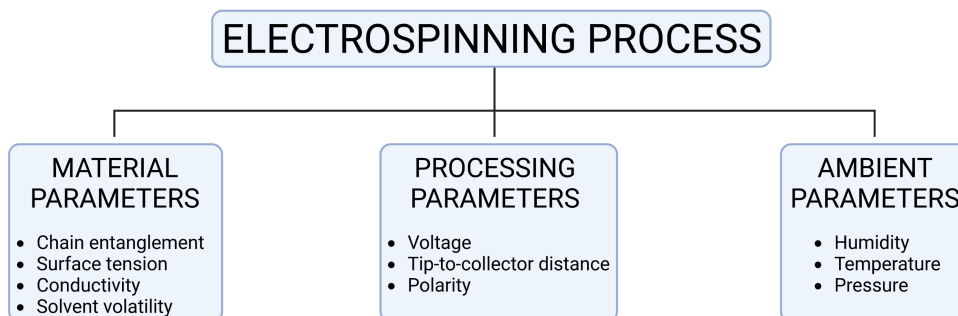 ELECTROSPINNING PROCESS
MATERIAL
PARAMETERS
• Chain entanglement
• Surface tension
• Conductivity
• Solvent volatility
PROCESSING
PARAMETERS
• Voltage
• Tip-to-collector distance
• Polarity
AMBIENT
PARAMETERS
• Humidity
• Temperature
• Pressure